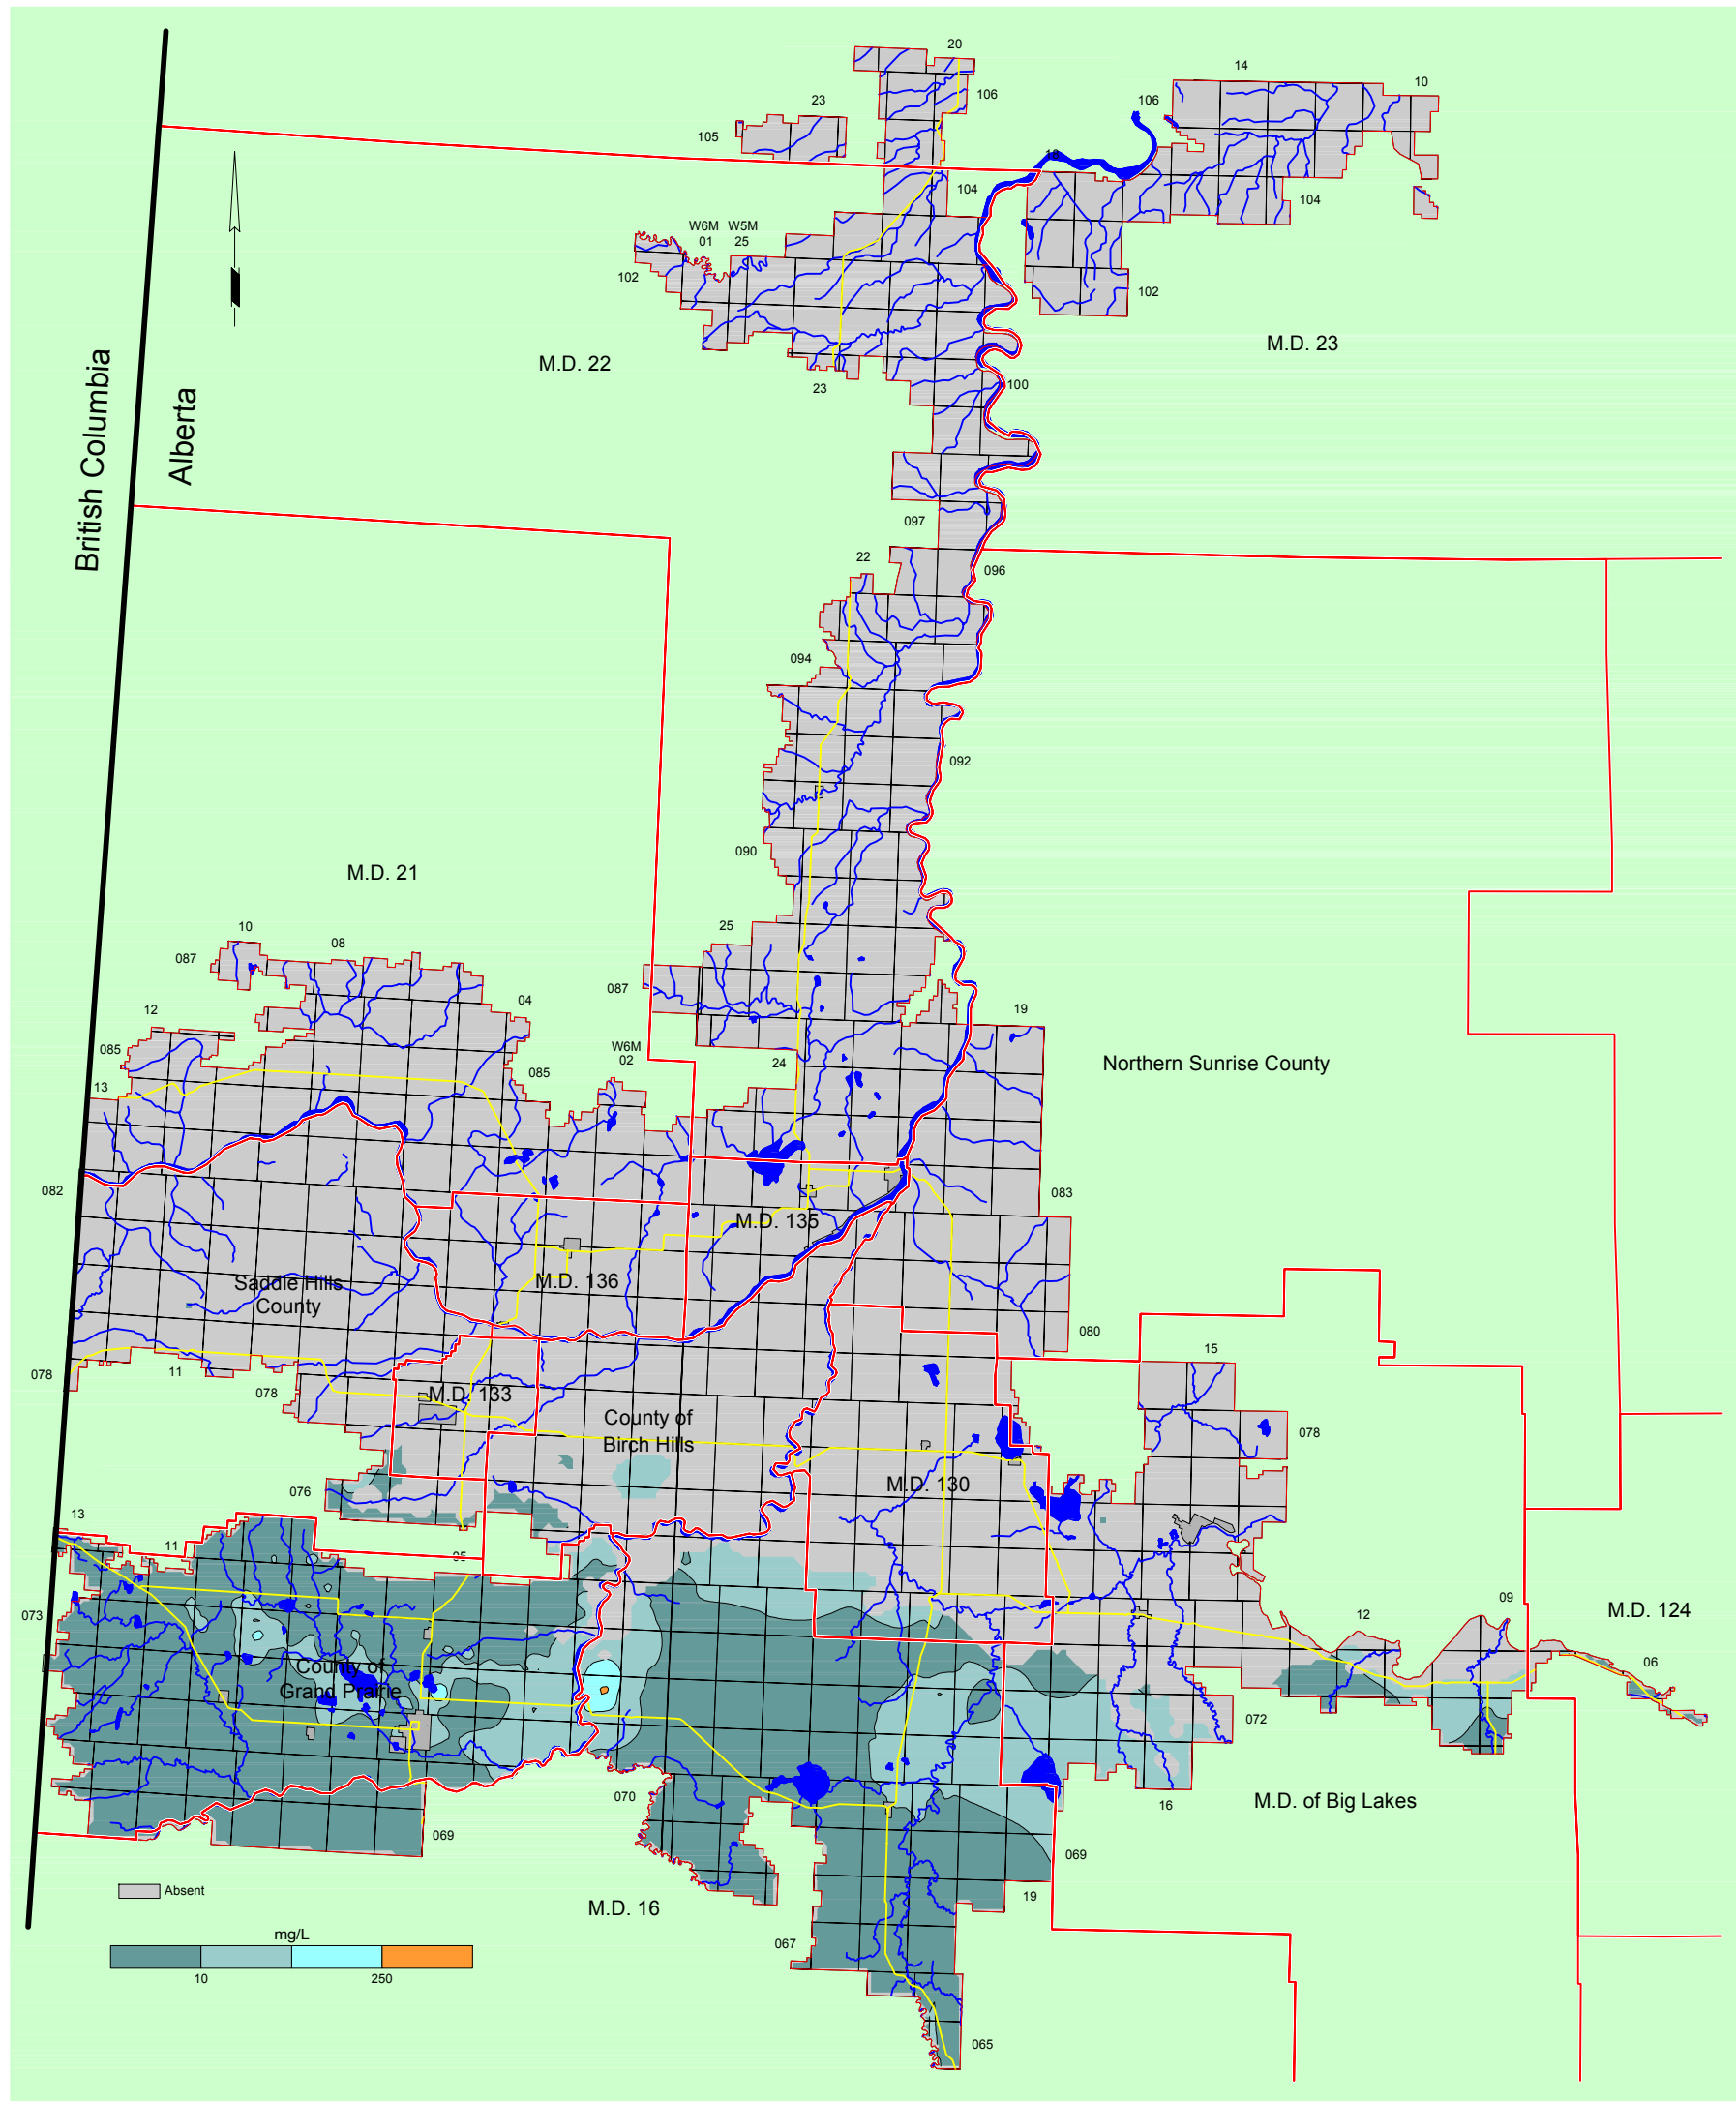 20
14
10
106
106
23
105
18
104
104
W6M W5M
01 25
102
102
M.D. 23
M.D. 22
British Columbia
Alberta
100
23
097
22
096
094
092
090
M.D. 21
25
10
08
087
087
04
12
19
W6M
02
085
24
085
Northern Sunrise County
13
082
083
M.D. 135
Saddle Hills
County
M.D. 136
080
15
11
078
078
M.D. 133
County of
Birch Hills
078
M.D. 130
076
13
11
05
073
12
09
M.D. 124
County of
Grand Prairie
06
072
070
16
M.D. of Big Lakes
069
069
19
Absent
M.D. 16
mg/L
067
10 250
065